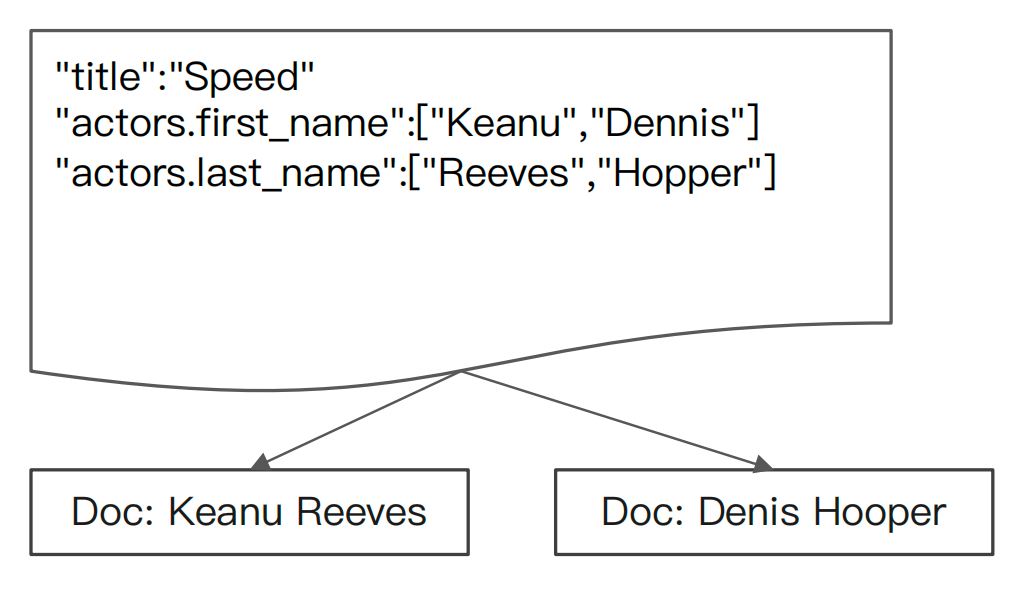 "title":"Speed"
"actors.first_name":["Keanu","Dennis"]
"actors.last_name":["Reeves","Hopper"]
Doc: Keanu Reeves
Doc: Denis Hooper